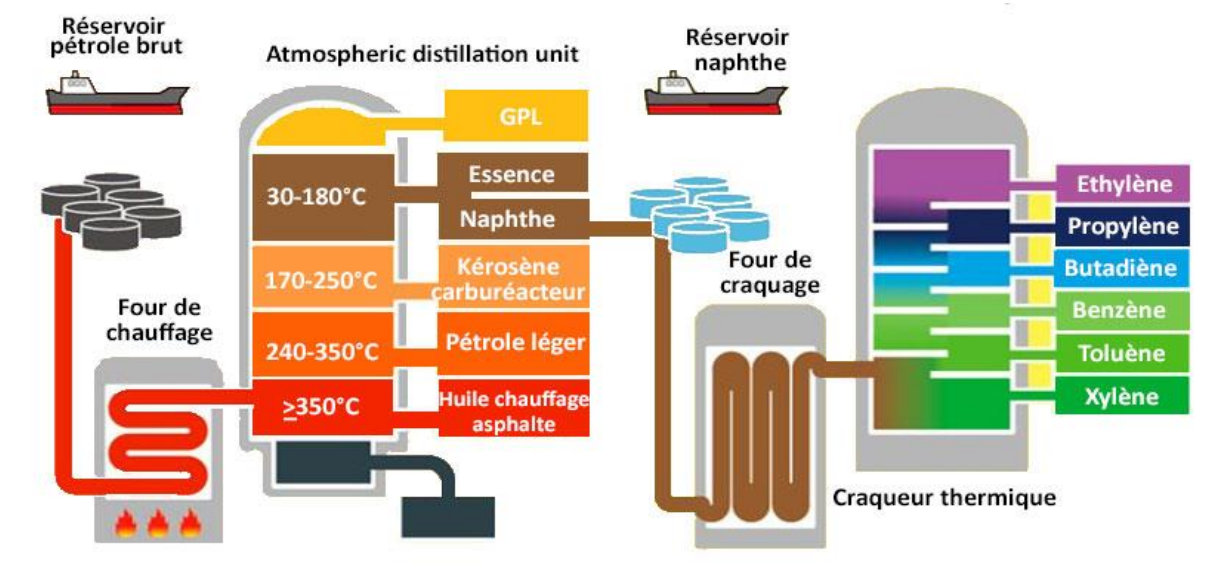 Réservoir
pétrole brut
Atmospheric distillation unit
GPL
30-180°C
Essence
Naphthe
170-250°C
Kérosène
carburéacteur
240-350°C
Pétrole léger
≥350°C
Huile chauffage
asphalte
Four de
chauffage
Réservoir
naphthe
Four de
craquage
Ethylène
Propylène
Butadiène
Benzène
Toluène
Xylène
Craqueur thermique